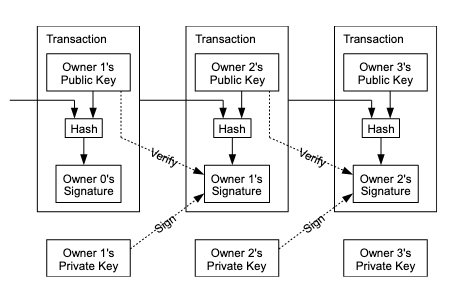 Transaction
Owner 1's
Public Key
Hash
Owner 0's
Signature
Transaction
Owner 2's
Public Key
Hash
Verify
Owner 1's
Signature
Sign
Transaction
Owner 3's
Public Key
Hash
Verify
Owner 2's
Signature
Sign
Owner 1's
Private Key
Owner 2's
Private Key
Owner 3's
Private Key